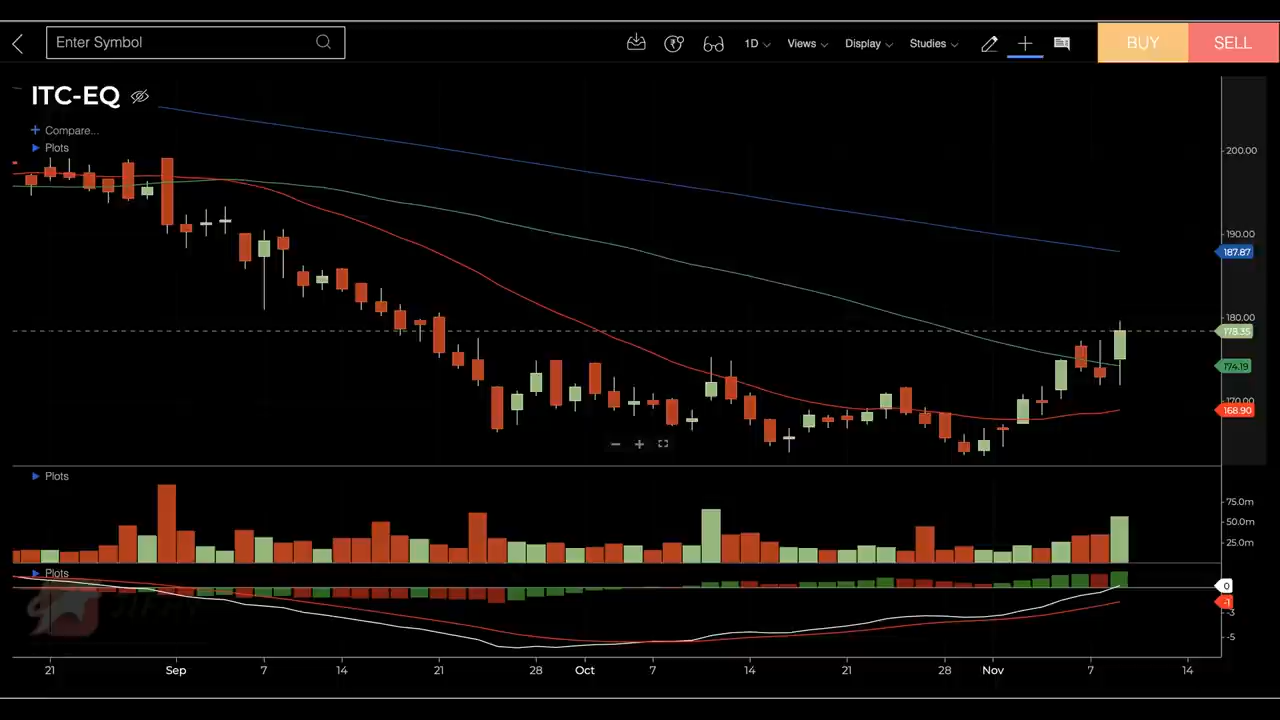 Enter Symbol
1D Views Display Studies BUY SELL
ITC-EQ
Compare...
Plots
200.00
190.00
187.87
180.00
178.35
174.19
170.00
168.90
Plots
75.0m
50.0m
25.0m
Plots
0
-1
-3
-5
21 Sep 7 14 21 28 Oct 7 14 21 28 Nov 7 14